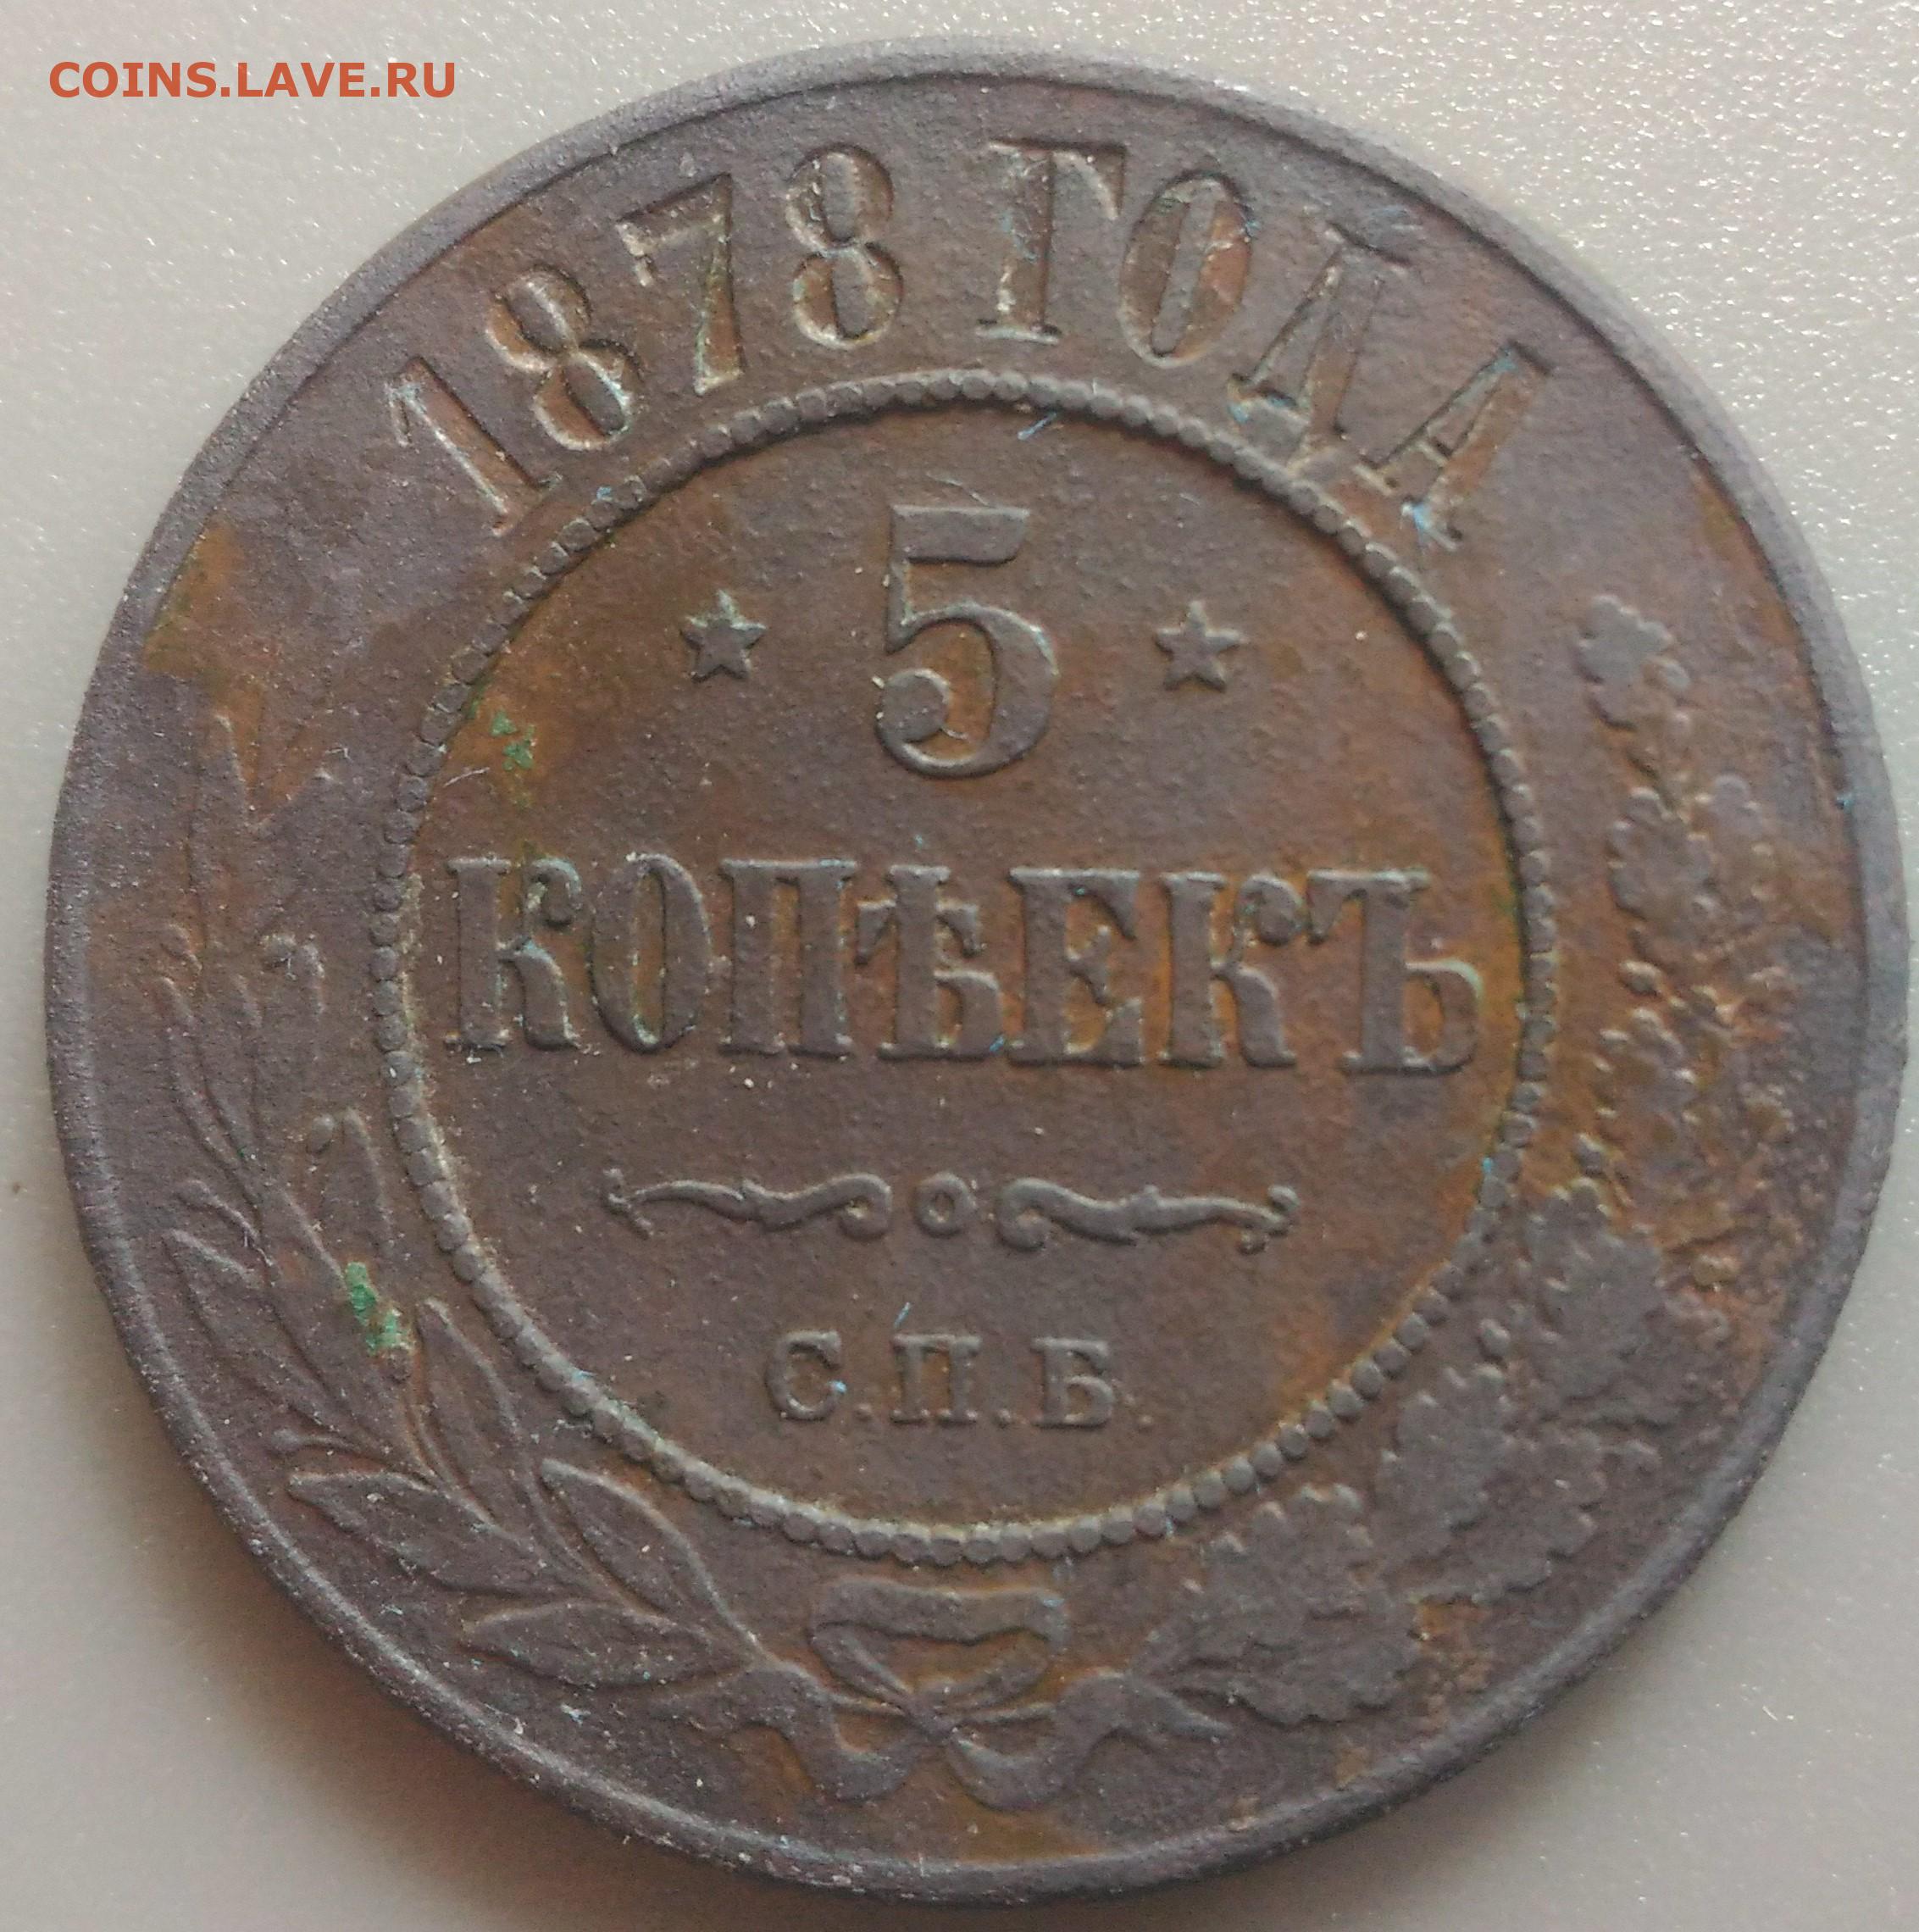 COINS.LAVE.RU
1878 ГОДА
5
КОПѢЕКЪ
С.П.Б.